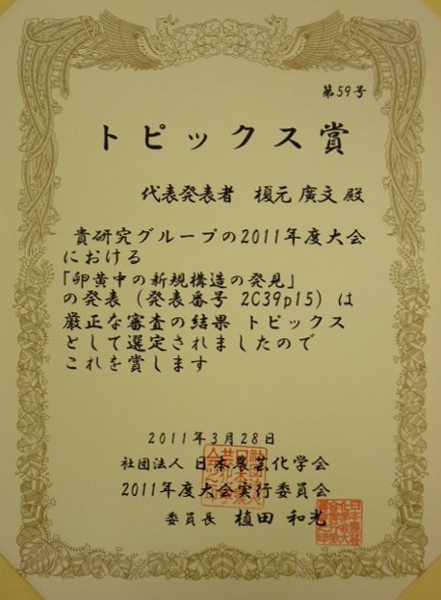 第59号
トピックス賞
代表発表者 榎元 廣文 殿
貴研究グループの2011年度大会
における
「卵黄中の新規構造の発見」
の発表（発表番号 2C39p15）は
厳正な審査の結果 トピックス
として選定されましたので
これを賞します
2011年3月28日
社団法人 日本農芸化学会
2011年度大会実行委員会
委員長 植田 和光